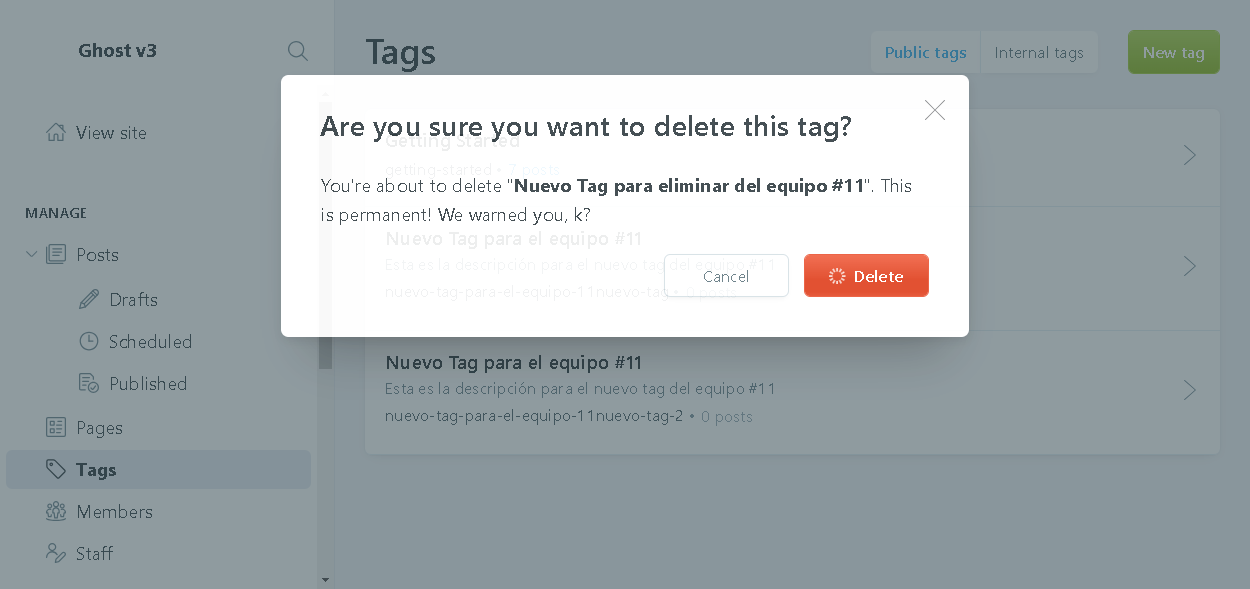 Ghost v3
View site
MANAGE
Posts
Drafts
Scheduled
Published
Pages
Tags
Members
Staff
Tags
Public tags
Internal tags
New tag
Are you sure you want to delete this tag?
You're about to delete "Nuevo Tag para eliminar del equipo #11". This
is permanent! We warned you, k?
Cancel
Delete
Getting Started
getting-started • 7 posts
Nuevo Tag para el equipo #11
Esta es la descripción para el nuevo tag del equipo #11
nuevo-tag-para-el-equipo-11nuevo-tag • 0 posts
Nuevo Tag para el equipo #11
Esta es la descripción para el nuevo tag del equipo #11
nuevo-tag-para-el-equipo-11nuevo-tag-2 • 0 posts